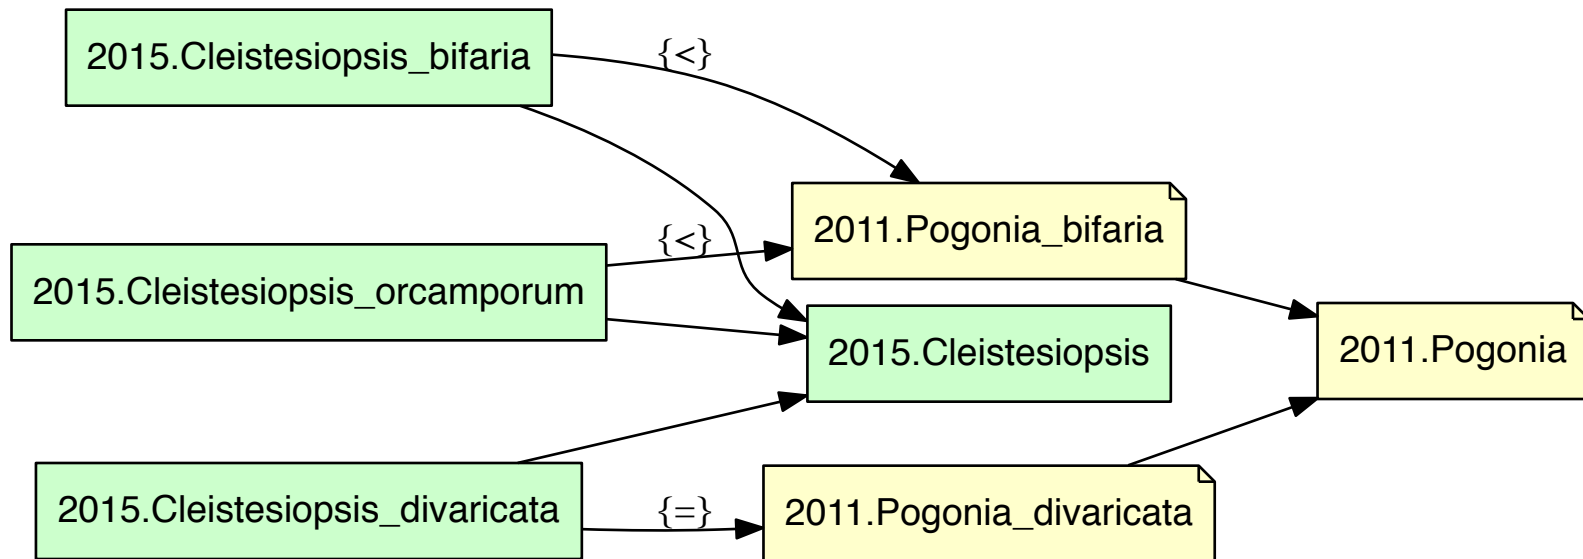 2015.Cleistesiopsis_bifaria
{<}
2011.Pogonia_bifaria
{<}
2015.Cleistesiopsis_orcamporum
2015.Cleistesiopsis
2011.Pogonia
2015.Cleistesiopsis_divaricata
{=}
2011.Pogonia_divaricata